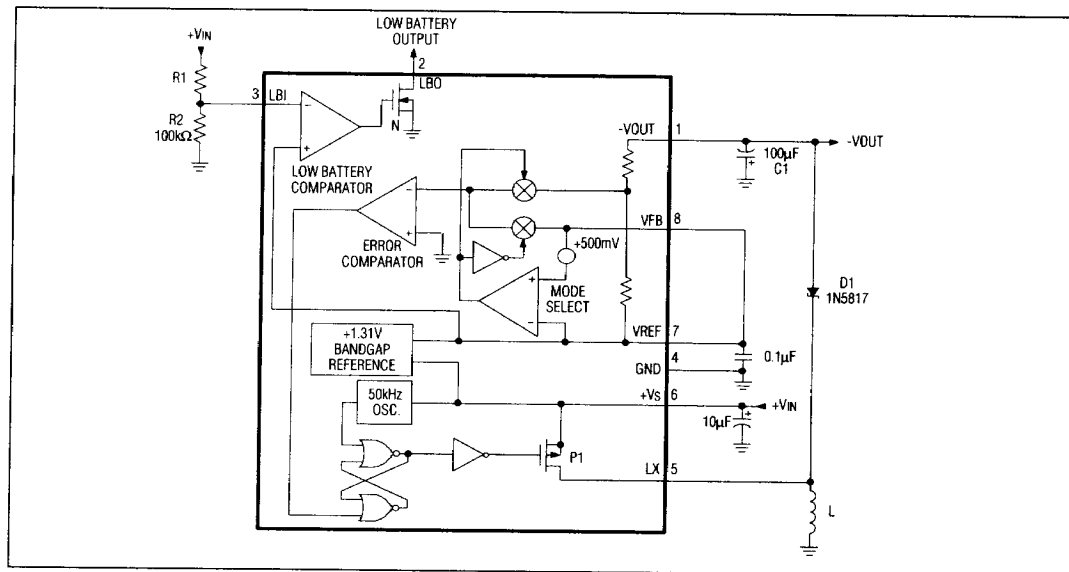 LOW BATTERY
OUTPUT
+VIN
2
R1
LBO
3 LBI
−
N
R2
100kΩ
-VOUT
1
-VOUT
+
100µF
+
C1
LOW BATTERY
COMPARATOR
−
VFB
8
+500mV
+
ERROR
COMPARATOR
+
MODE
SELECT
−
D1
1N5817
VREF
7
+1.31V
BANDGAP
REFERENCE
0.1µF
4
GND
50kHz
OSC.
+VS
6
+VIN
10µF
+
P1
LX
5
L